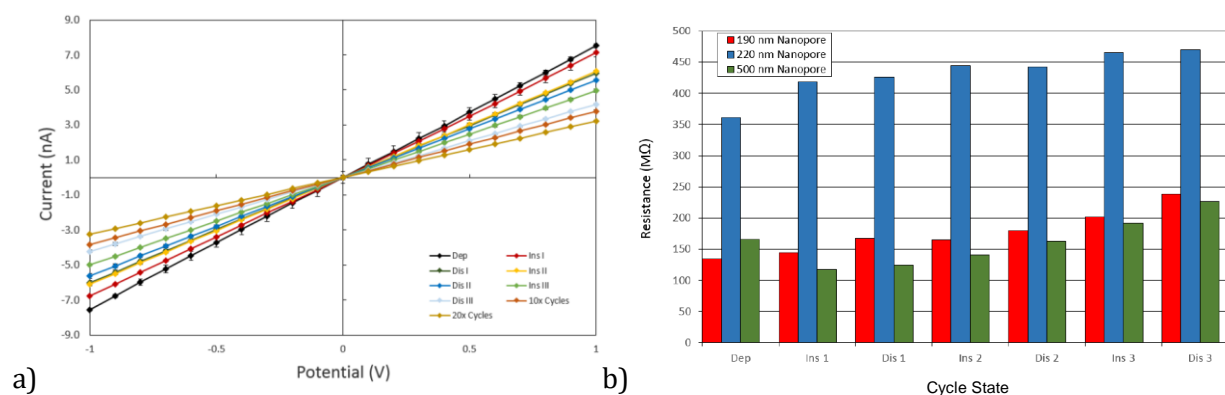 9.0
7.0
5.0
3.0
1.0
-1.0
-3.0
-5.0
-7.0
-9.0
Current (nA)
-1
-0.5
0
0.5
1
Potential (V)
Dep
Ins I
Dis I
Ins II
Dis II
Ins III
Dis III
10x Cycles
20x Cycles
a)
500
450
400
350
300
250
200
150
100
50
0
Resistance (MΩ)
190 nm Nanopore
220 nm Nanopore
500 nm Nanopore
Dep
Ins 1
Dis 1
Ins 2
Dis 2
Ins 3
Dis 3
Cycle State
b)